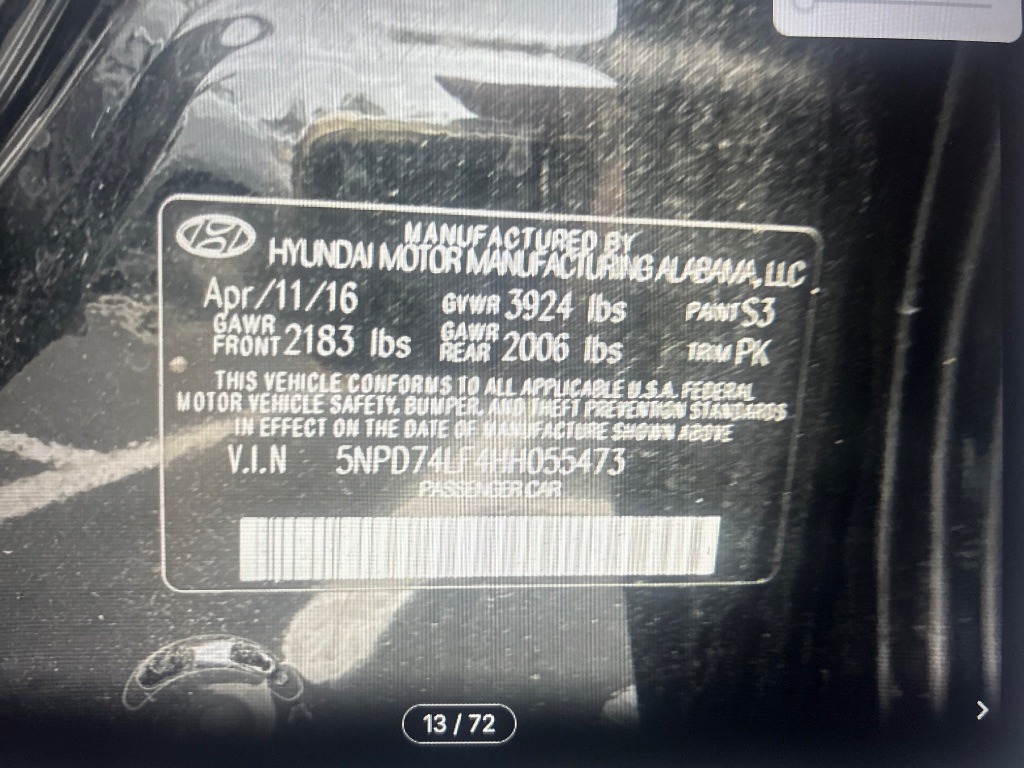 MANUFACTURED BY
HYUNDAI MOTOR MANUFACTURING ALABAMA, LLC
Apr/11/16 GVWR 3924 lbs PAINT S3
GAWR FRONT 2183 lbs GAWR REAR 2006 lbs TRIM PK
THIS VEHICLE CONFORMS TO ALL APPLICABLE U.S.A. FEDERAL
MOTOR VEHICLE SAFETY, BUMPER, AND THEFT PREVENTION STANDARDS
IN EFFECT ON THE DATE OF MANUFACTURE SHOWN ABOVE
V.I.N 5NPD74LF4HH055473
PASSENGER CAR
13 / 72